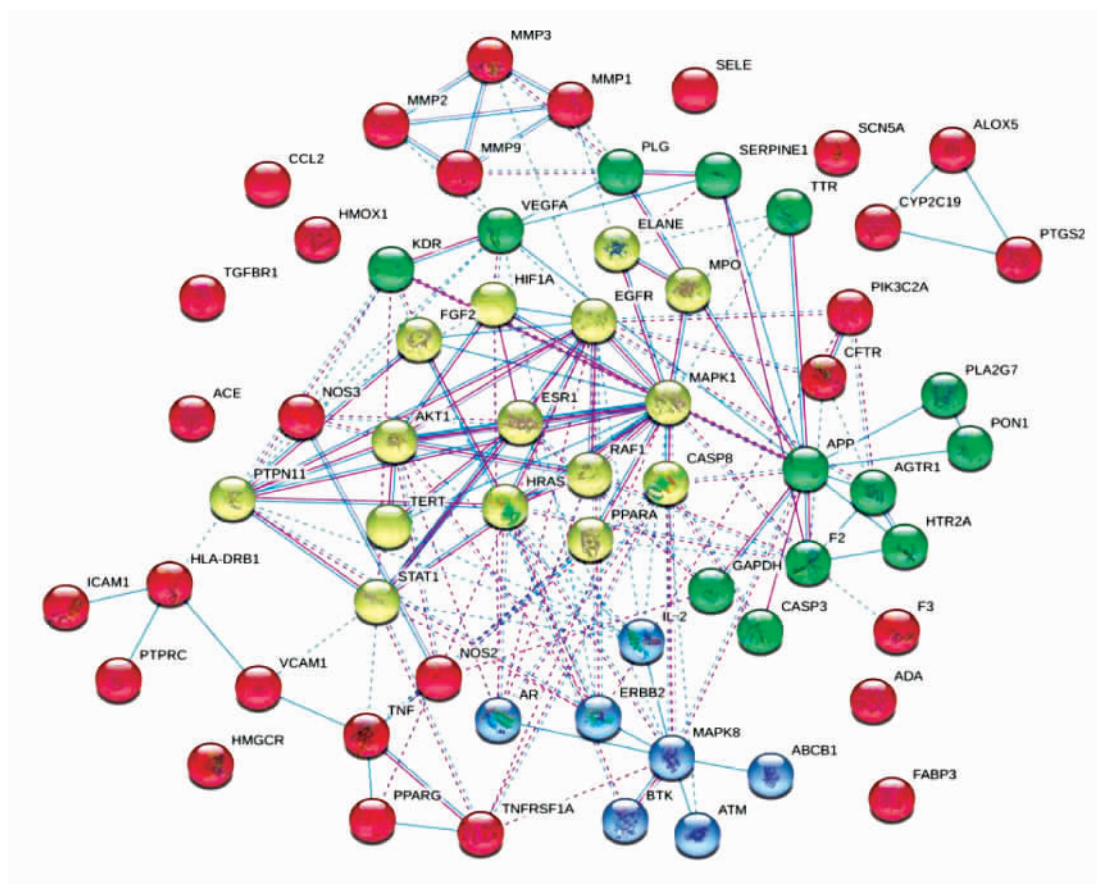 MMP3
SELE
MMP1
MMP2
SCN5A
ALOX5
MMP9
PLG
SERPINE1
CCL2
TTR
CYP2C19
VEGFA
HMOX1
ELANE
PTGS2
KDR
MPO
TGFBR1
HIF1A
EGFR
PIK3C2A
FGF2
CFTR
PLA2G7
MAPK1
ACE
NOS3
ESR1
AKT1
PON1
APP
RAF1
CASP8
AGTR1
PTPN11
TERT
HRAS
PPARA
HTR2A
F2
HLA-DRB1
GAPDH
STAT1
ICAM1
CASP3
F3
IL-2
PTPRC
VCAM1
NOS2
ADA
AR
ERBB2
TNF
MAPK8
HMGCR
ABCB1
FABP3
PPARG
TNFRSF1A
BTK
ATM